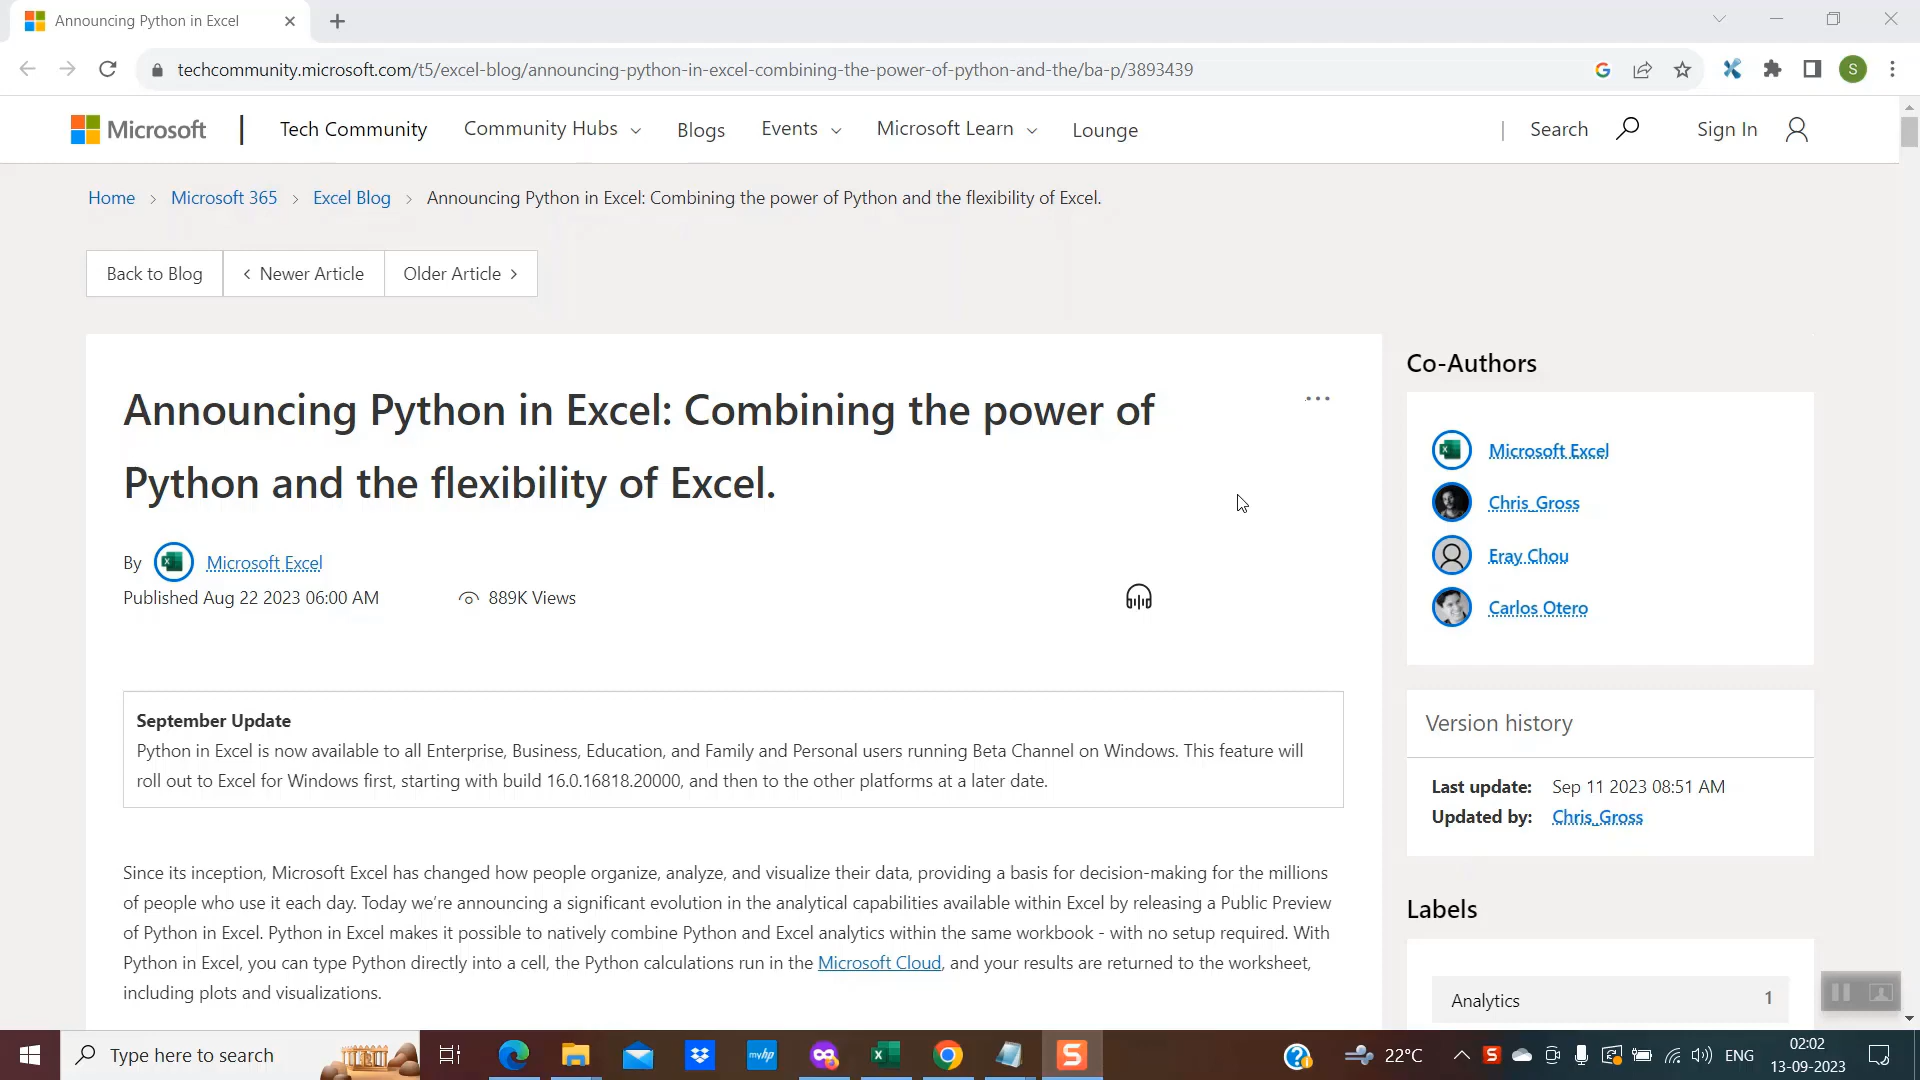 Announcing Python in Excel
techcommunity.microsoft.com/t5/excel-blog/announcing-python-in-excel-combining-the-power-of-python-and-the/ba-p/3893439
S
Microsoft | Tech Community Community Hubs Blogs Events Microsoft Learn Lounge | Search Sign In
Home > Microsoft 365 > Excel Blog > Announcing Python in Excel: Combining the power of Python and the flexibility of Excel.
Back to Blog < Newer Article Older Article >
Announcing Python in Excel: Combining the power of
Python and the flexibility of Excel.
By Microsoft Excel
Published Aug 22 2023 06:00 AM 889K Views
September Update
Python in Excel is now available to all Enterprise, Business, Education, and Family and Personal users running Beta Channel on Windows. This feature will
roll out to Excel for Windows first, starting with build 16.0.16818.20000, and then to the other platforms at a later date.
Since its inception, Microsoft Excel has changed how people organize, analyze, and visualize their data, providing a basis for decision-making for the millions
of people who use it each day. Today we’re announcing a significant evolution in the analytical capabilities available within Excel by releasing a Public Preview
of Python in Excel. Python in Excel makes it possible to natively combine Python and Excel analytics within the same workbook - with no setup required. With
Python in Excel, you can type Python directly into a cell, the Python calculations run in the Microsoft Cloud, and your results are returned to the worksheet,
including plots and visualizations.
Co-Authors
Microsoft Excel
Chris_Gross
Eray Chou
Carlos Otero
Version history
Last update: Sep 11 2023 08:51 AM
Updated by: Chris_Gross
Labels
Analytics 1
Type here to search
myhp
S
22°C
S
ENG
02:02
13-09-2023